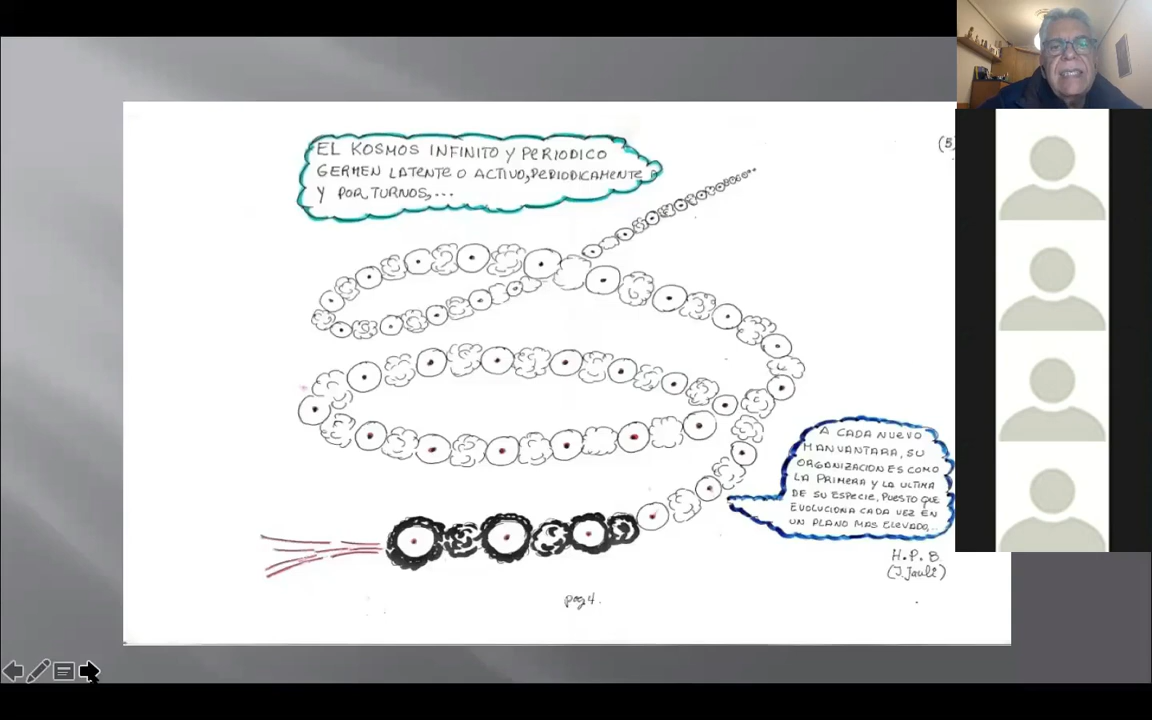 (5)
EL KOSMOS INFINITO Y PERIODICO
GERMEN LATENTE O ACTIVO, PERIODICAMENTE
Y POR TURNOS,...
A CADA NUEVO
MANVANTARA, SU
ORGANIZACION ES COMO
LA PRIMERA Y LA ULTIMA
DE SU ESPECIE, PUESTO QUE
EVOLUCIONA CADA VEZ EN
UN PLANO MAS ELEVADO...
H.P.B
(J. Jauli)
pag 4.